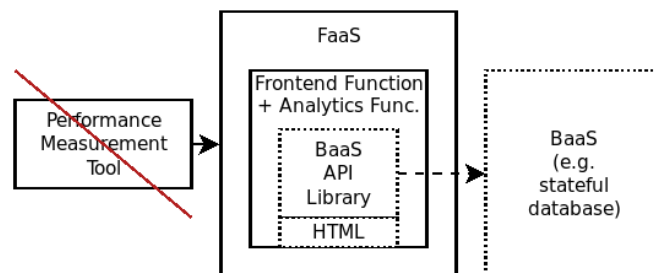 FaaS
Performance
Measurement
Tool
Frontend Function
+ Analytics Func.
BaaS
API
Library
HTML
BaaS
(e.g.
stateful
database)